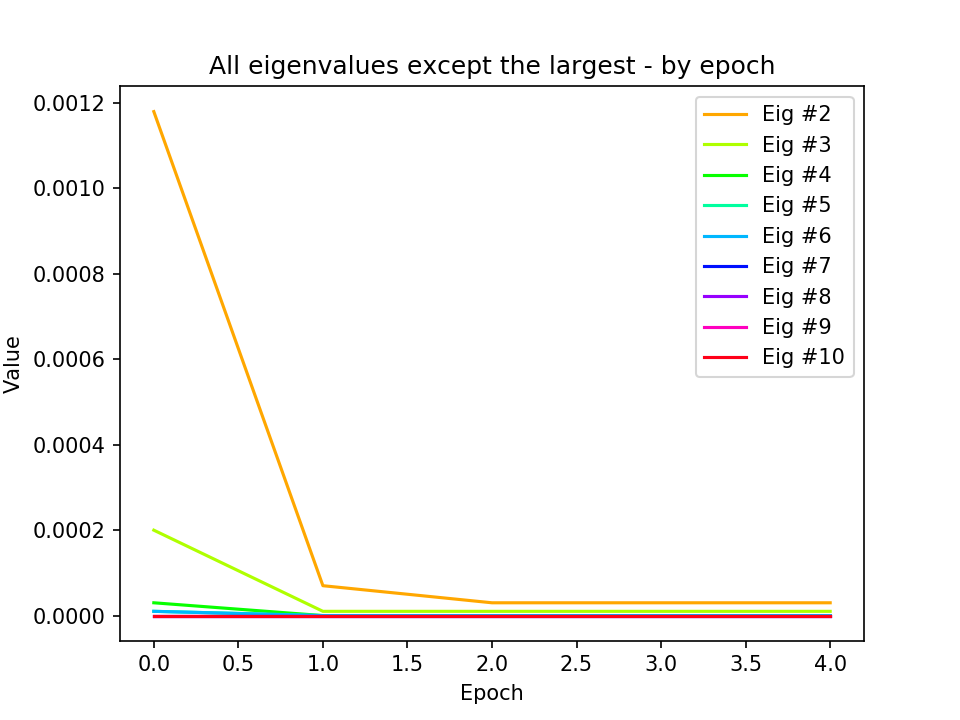 All eigenvalues except the largest - by epoch
0.0012
0.0010
0.0008
0.0006
0.0004
0.0002
0.0000
Value
Eig #2
Eig #3
Eig #4
Eig #5
Eig #6
Eig #7
Eig #8
Eig #9
Eig #10
0.0 0.5 1.0 1.5 2.0 2.5 3.0 3.5 4.0
Epoch